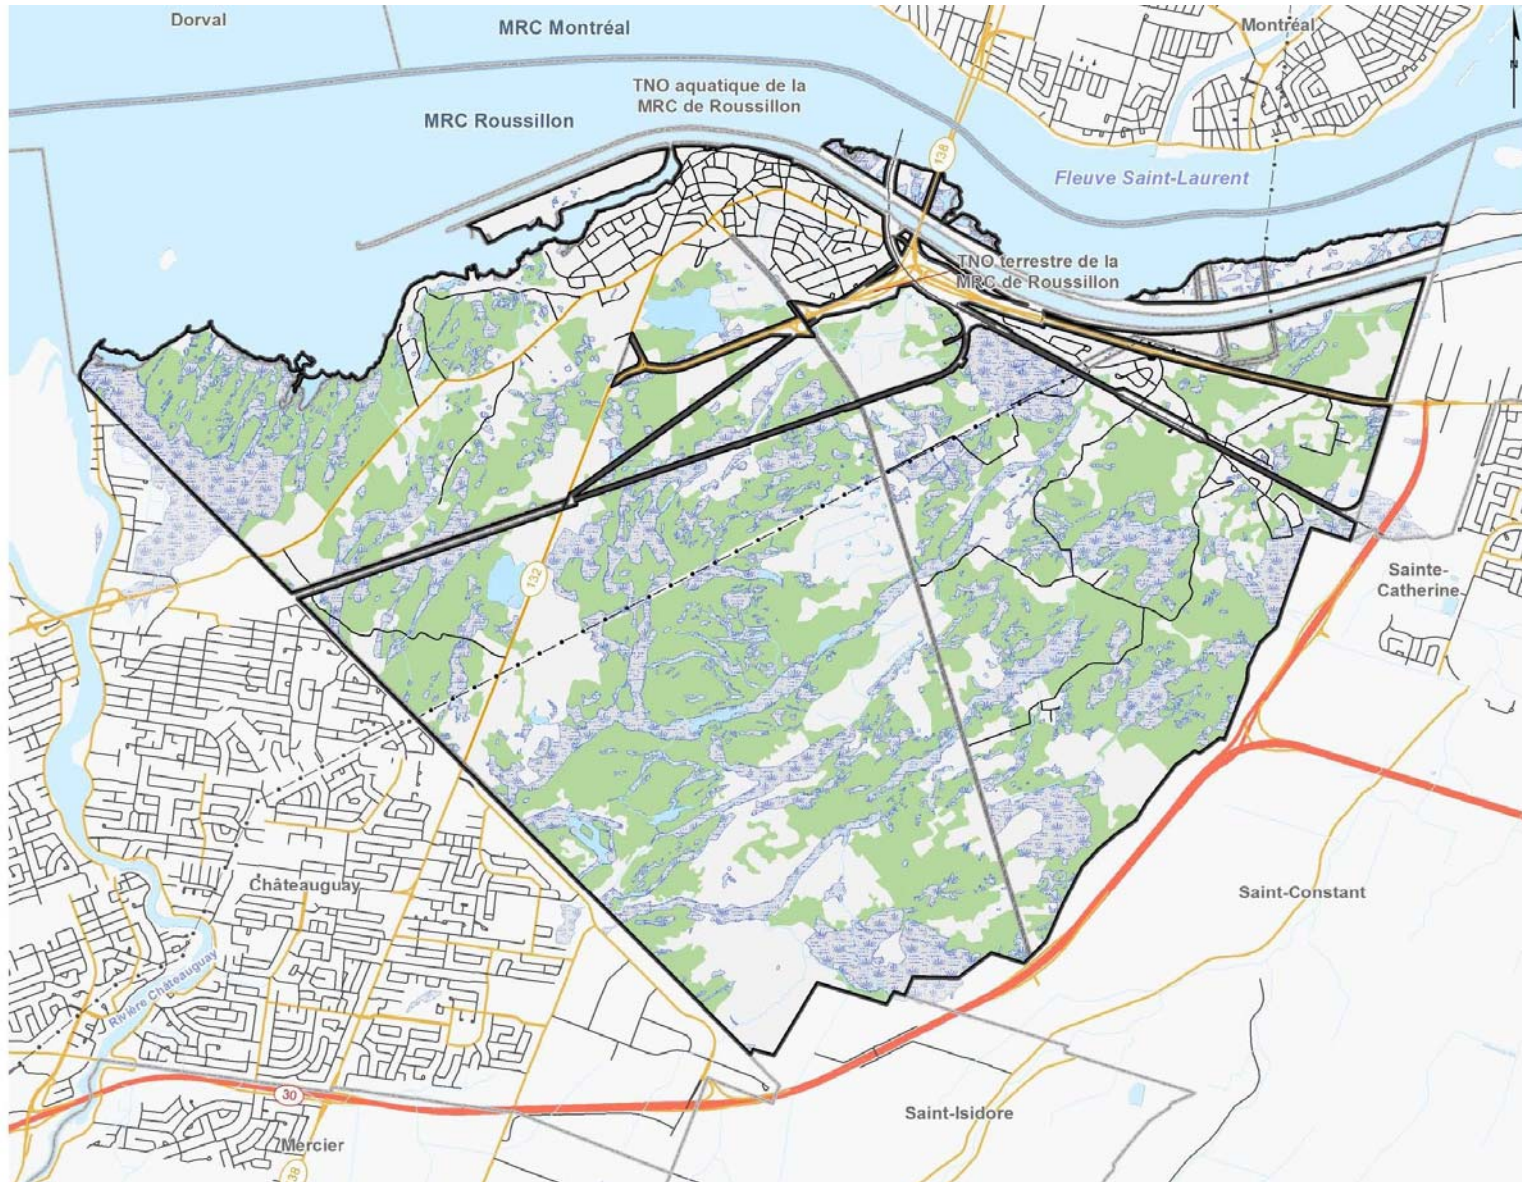 Dorval
MRC Montréal
Montréal
N
TNO aquatique de la
MRC de Roussillon
MRC Roussillon
138
Fleuve Saint-Laurent
TNO terrestre de la
MRC de Roussillon
132
Sainte-
Catherine
Châteauguay
Saint-Constant
Rivière Châteauguay
30
Saint-Isidore
Mercier